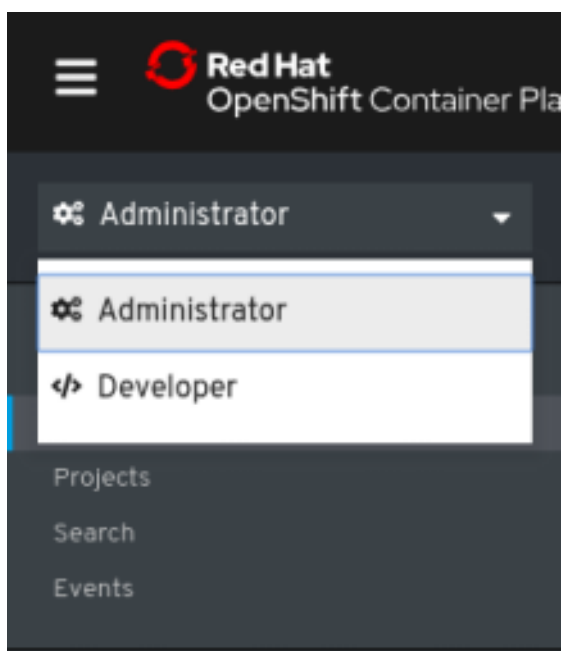 Red Hat
OpenShift Container Pla
Administrator
Administrator
</> Developer
Projects
Search
Events